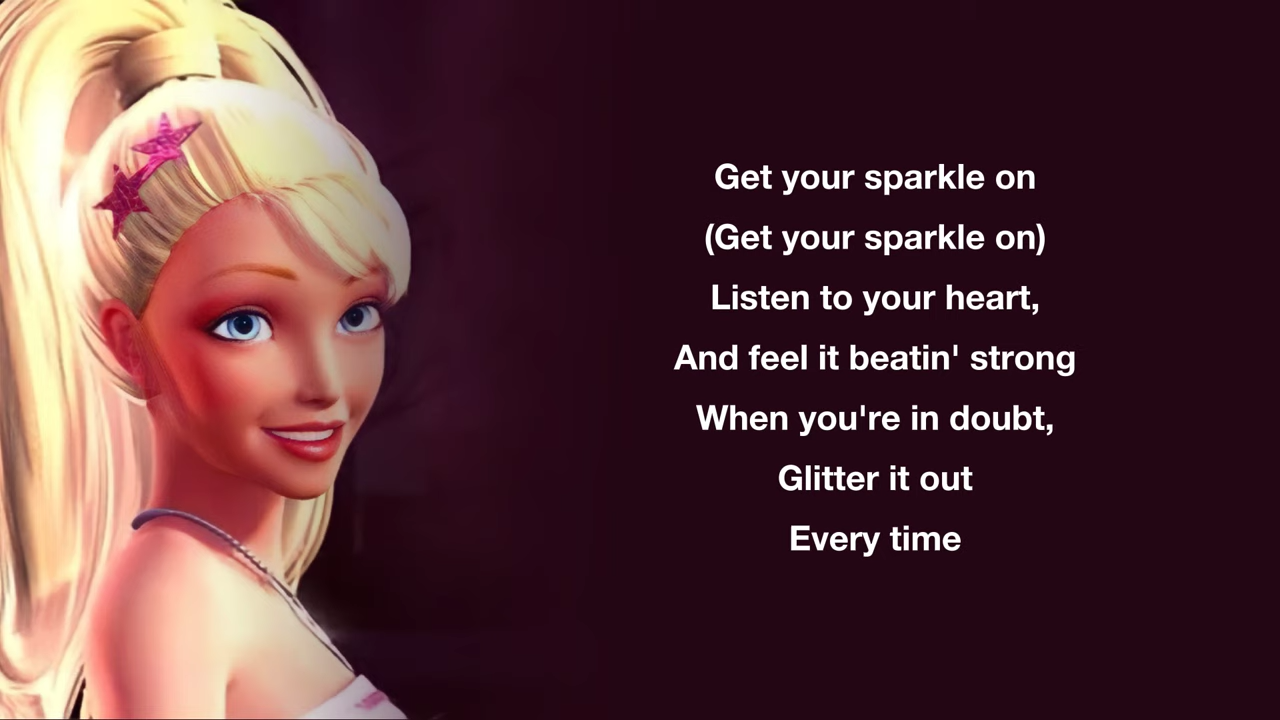 Get your sparkle on
(Get your sparkle on)
Listen to your heart,
And feel it beatin' strong
When you're in doubt,
Glitter it out
Every time